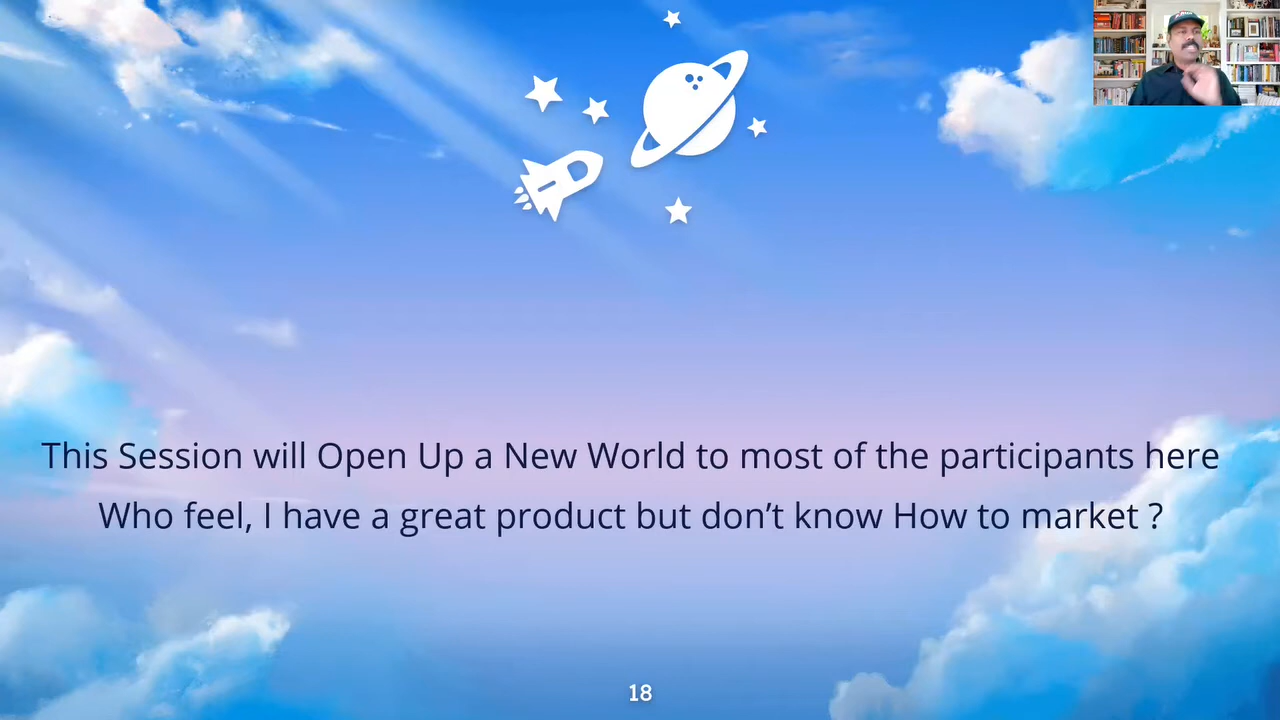 This Session will Open Up a New World to most of the participants here
Who feel, I have a great product but don’t know How to market ?
18